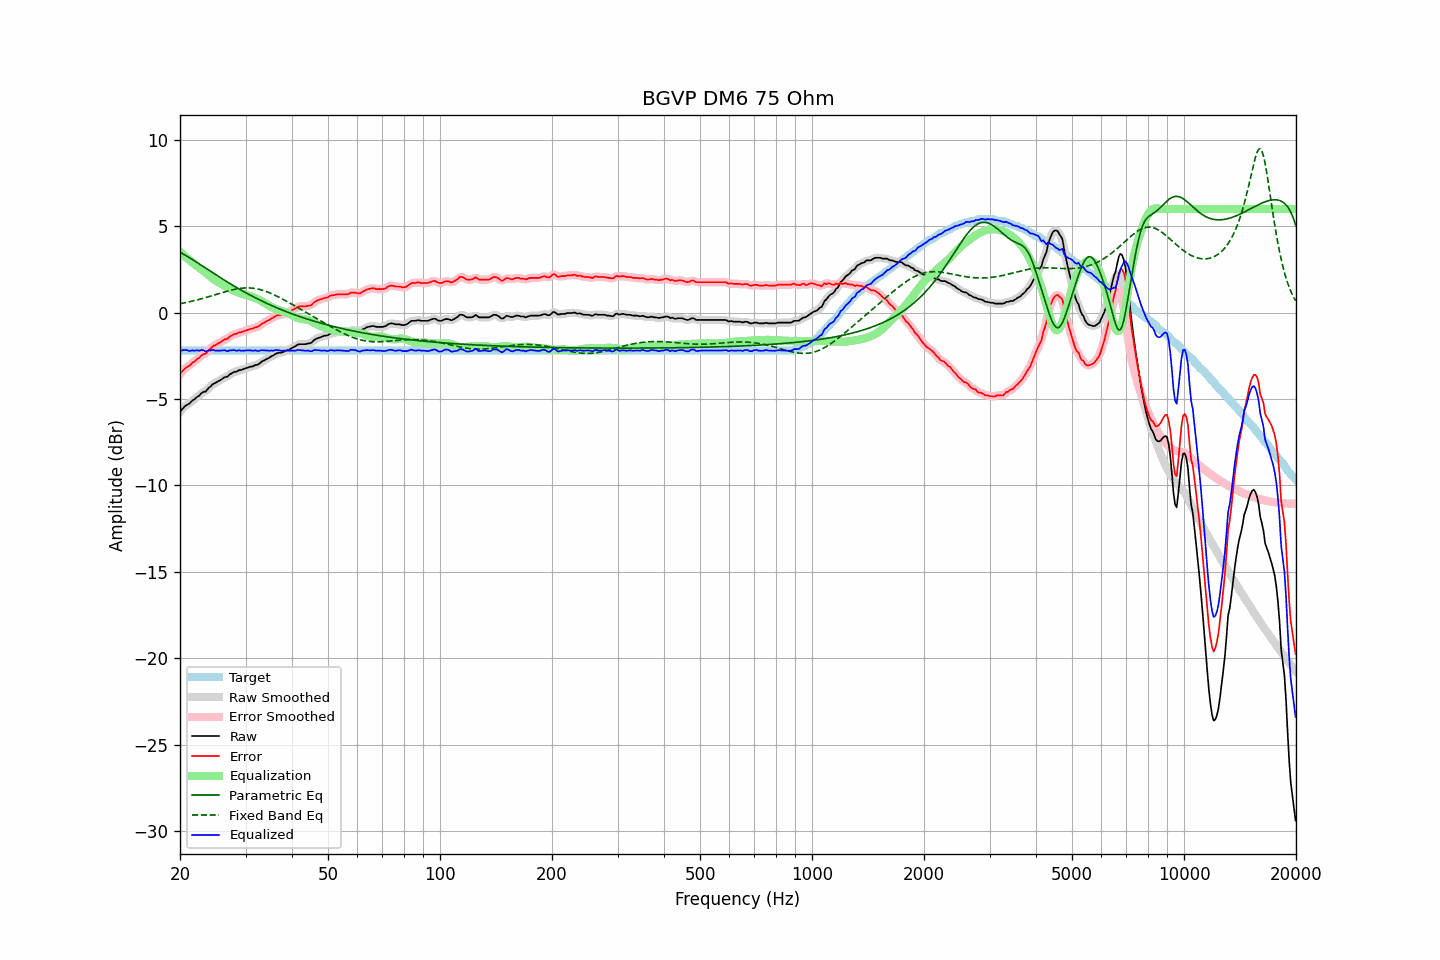 BGVP DM6 75 Ohm
Amplitude (dBr)
10
5
0
−5
−10
−15
−20
−25
−30
Target
Raw Smoothed
Error Smoothed
Raw
Error
Equalization
Parametric Eq
Fixed Band Eq
Equalized
20 50 100 200 500 1000 2000 5000 10000 20000
Frequency (Hz)